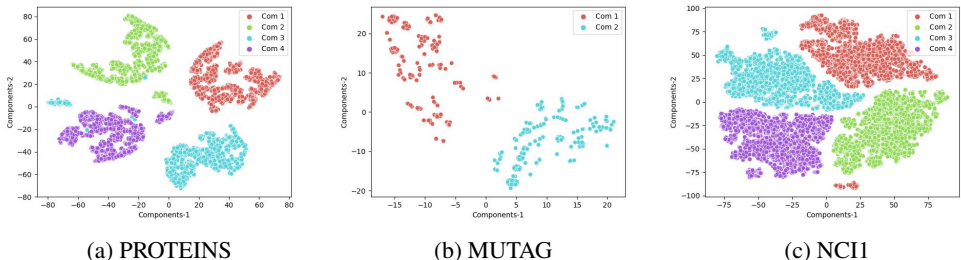 Com 1
Com 2
Com 3
Com 4
80
60
40
20
0
−20
−40
−60
80
Components-2
−80 −60 −40 −20 0 20 40 60 80
Components-1
(a) PROTEINS
Com 1
Com 2
20
10
0
−10
−20
Components-2
−15 −10 −5 0 5 10 15 20
Components-1
(b) MUTAG
Com 1
Com 2
Com 3
Com 4
100
75
50
25
0
−25
−50
−75
−100
Components-2
−75 −50 −25 0 25 50 75
Components-1
(c) NCI1